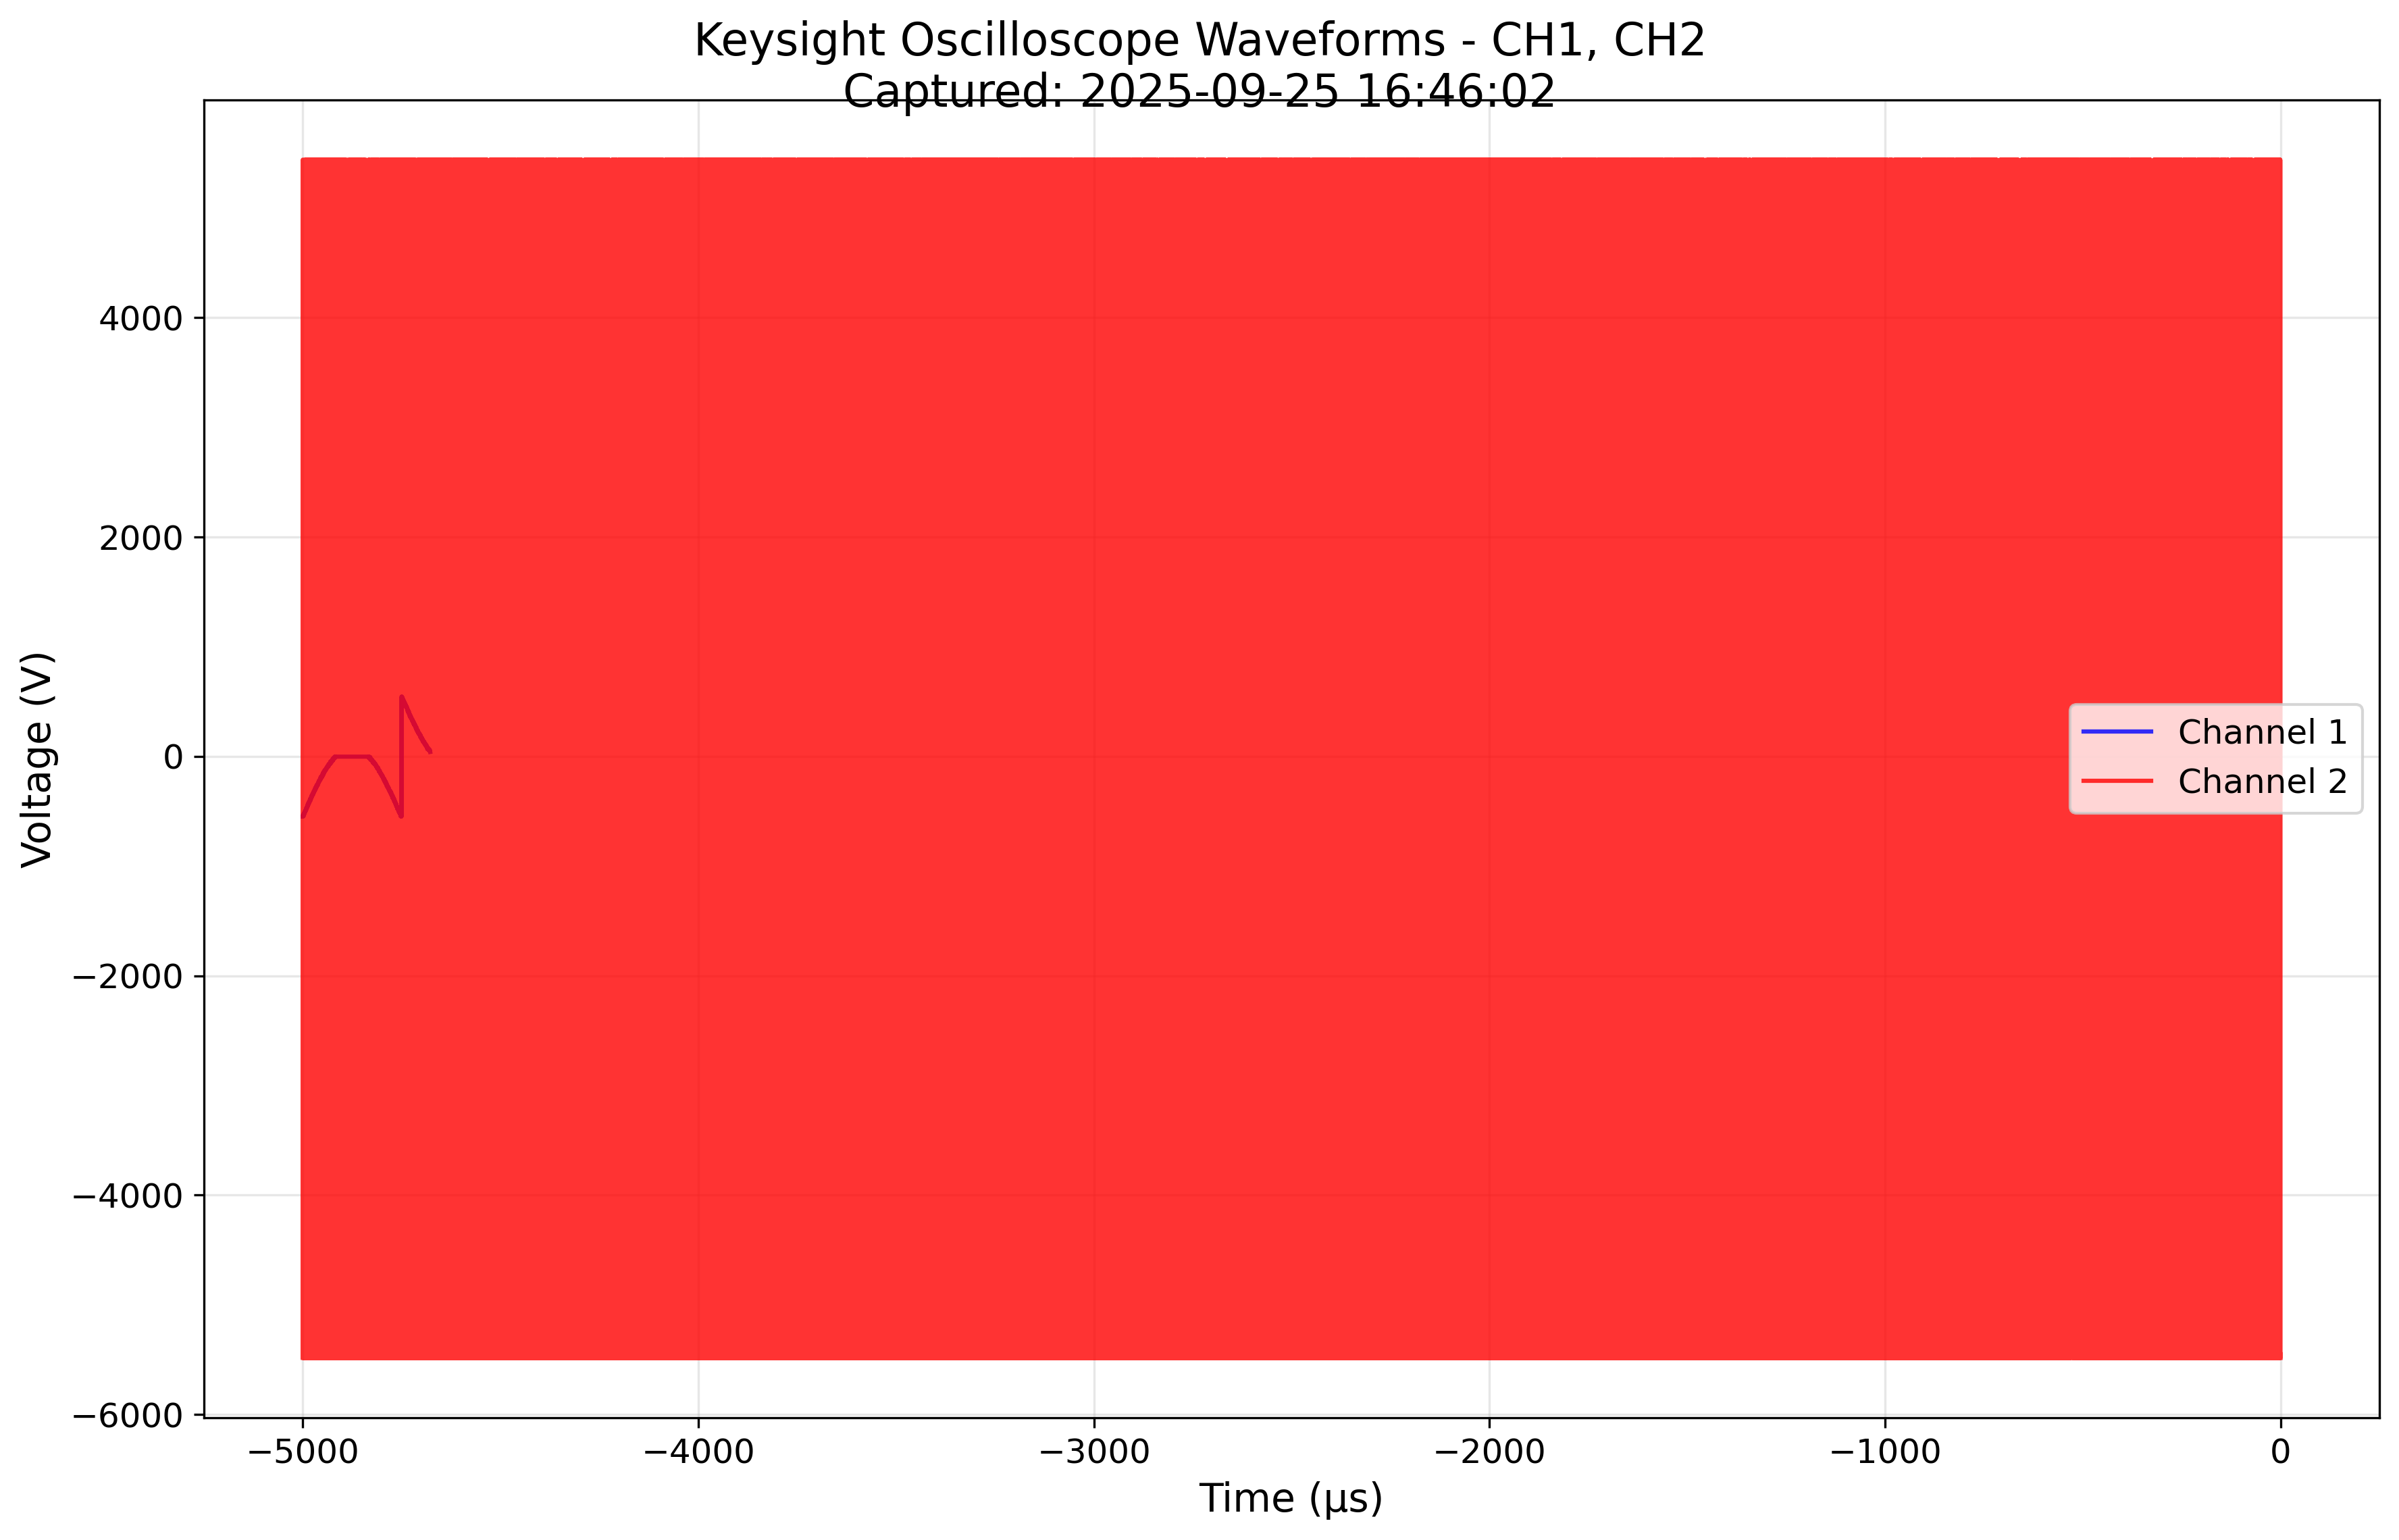 Keysight Oscilloscope Waveforms - CH1, CH2
Captured: 2025-09-25 16:46:02
Voltage (V)
4000
2000
0
−2000
−4000
−6000
Channel 1
Channel 2
−5000 −4000 −3000 −2000 −1000 0
Time (μs)